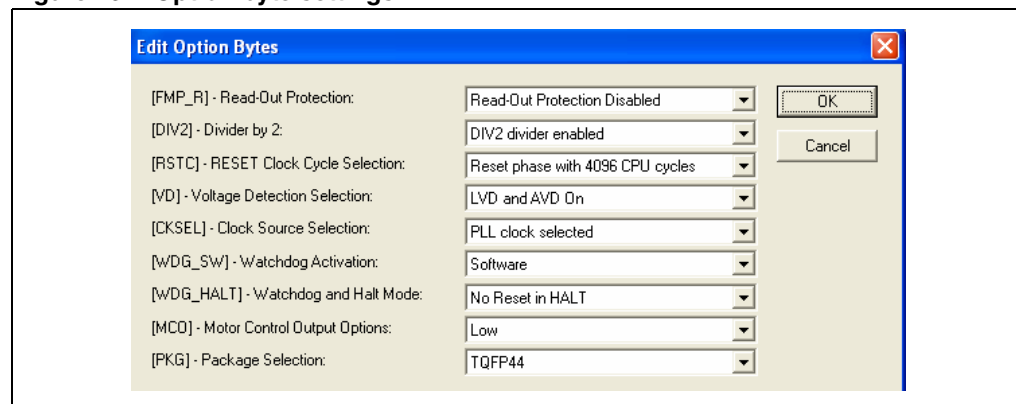 Edit Option Bytes
[FMP_R] - Read-Out Protection: Read-Out Protection Disabled OK
[DIV2] - Divider by 2: DIV2 divider enabled Cancel
[RSTC] - RESET Clock Cycle Selection: Reset phase with 4096 CPU cycles
[VD] - Voltage Detection Selection: LVD and AVD On
[CKSEL] - Clock Source Selection: PLL clock selected
[WDG_SW] - Watchdog Activation: Software
[WDG_HALT] - Watchdog and Halt Mode: No Reset in HALT
[MCO] - Motor Control Output Options: Low
[PKG] - Package Selection: TQFP44